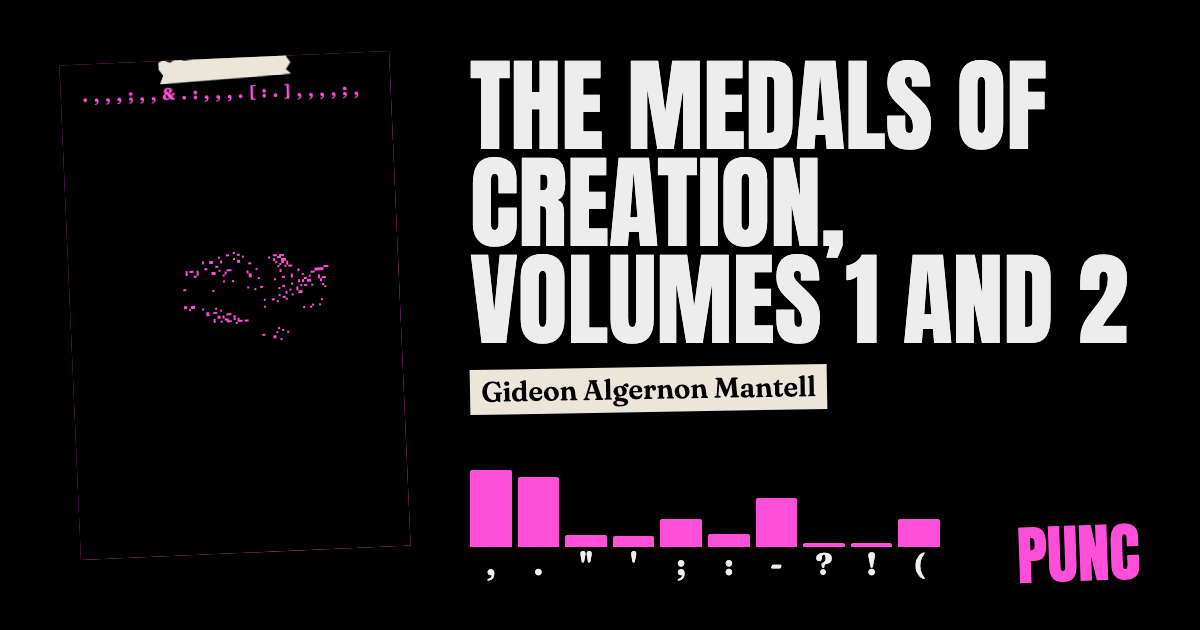 .,,,;,,&.:,,,.[:.],,,,;,
THE MEDALS OF
CREATION,
VOLUMES 1 AND 2
Gideon Algernon Mantell
, . " ' ; : - ? ! (
PUNC